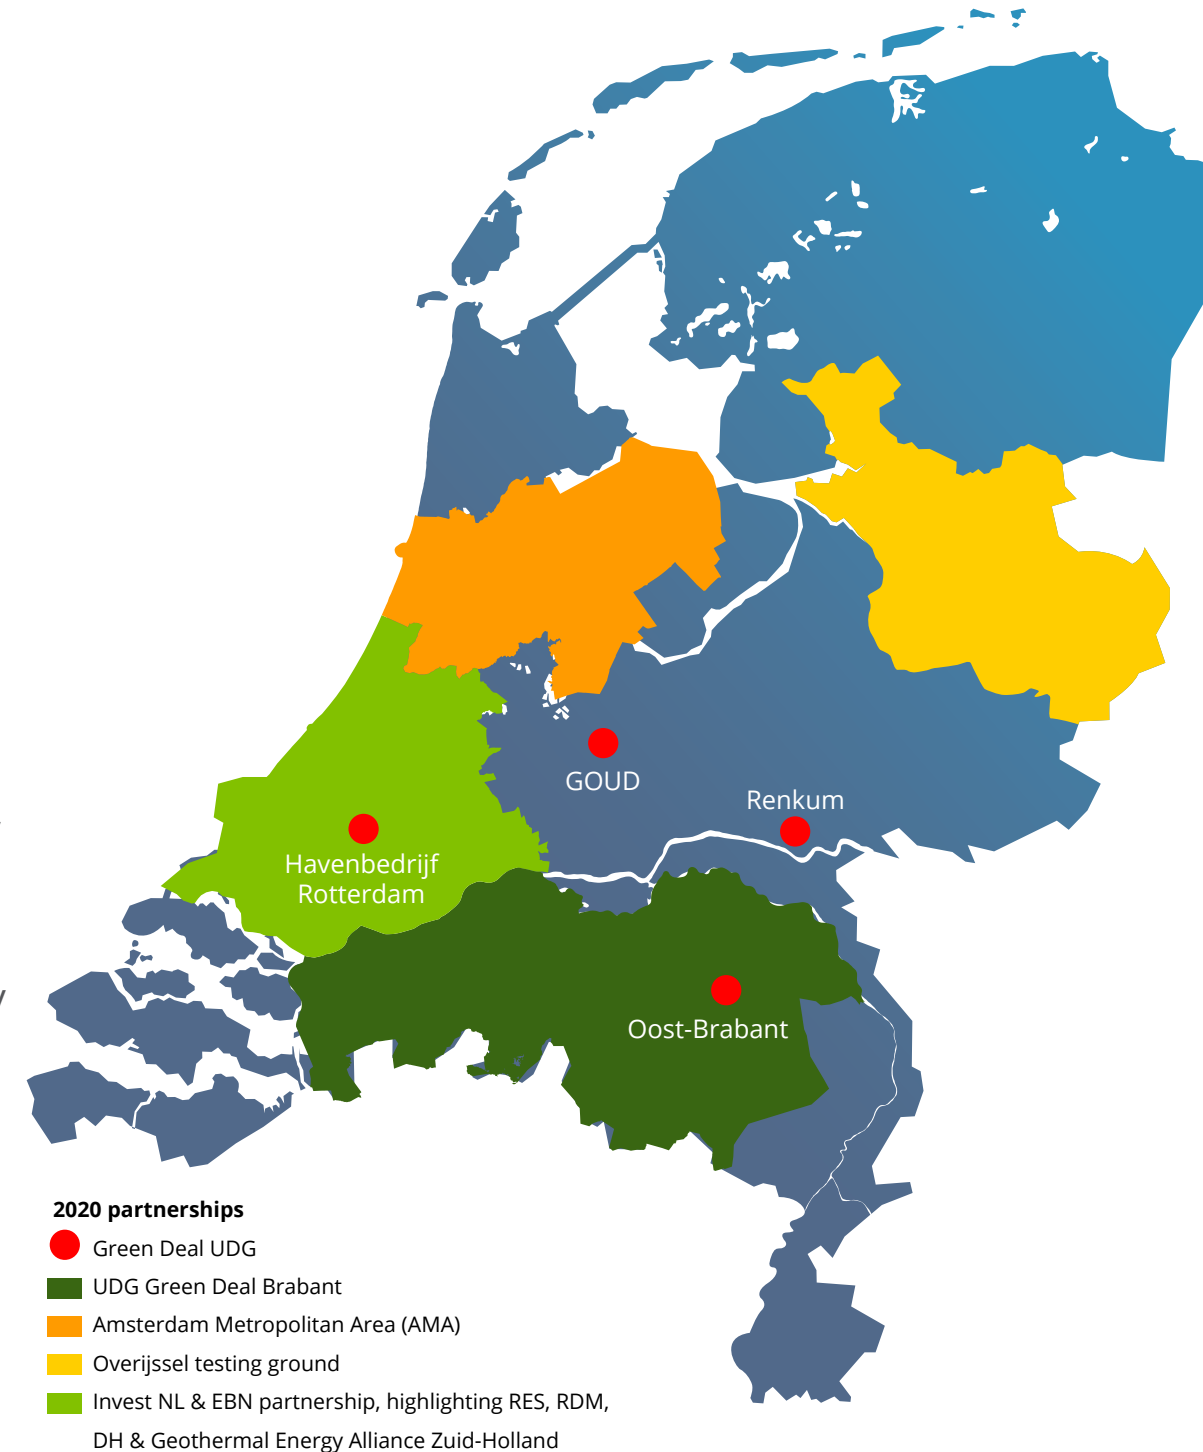 GOUD
Renkum
Havenbedrijf
Rotterdam
Oost-Brabant
2020 partnerships
Green Deal UDG
UDG Green Deal Brabant
Amsterdam Metropolitan Area (AMA)
Overijssel testing ground
Invest NL & EBN partnership, highlighting RES, RDM,
DH & Geothermal Energy Alliance Zuid-Holland